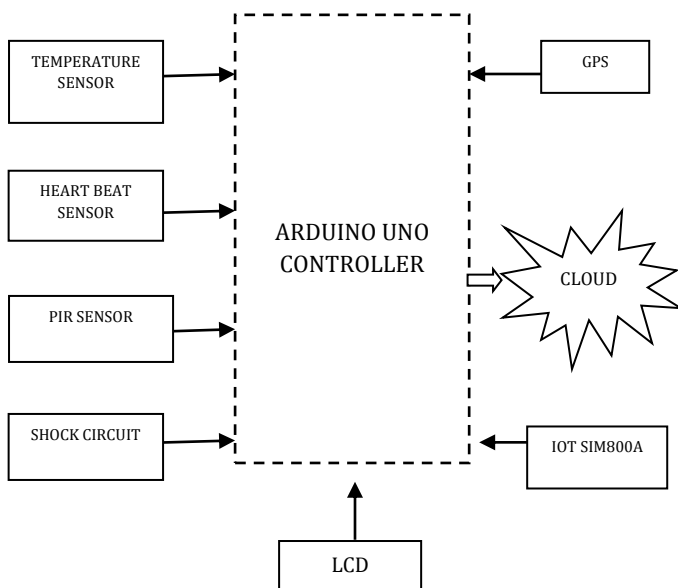 TEMPERATURE
SENSOR
HEART BEAT
SENSOR
PIR SENSOR
SHOCK CIRCUIT
ARDUINO UNO
CONTROLLER
GPS
CLOUD
IOT SIM800A
LCD